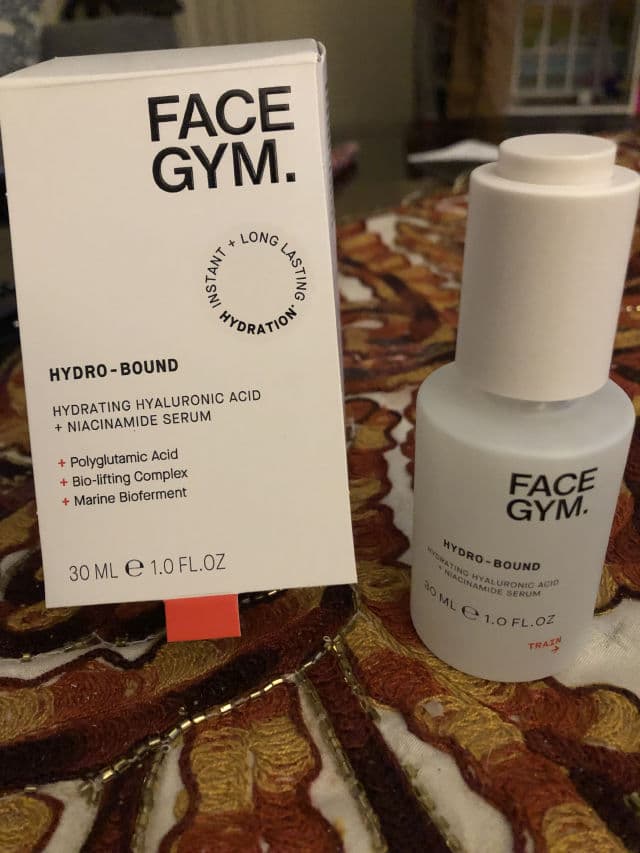 FACE
GYM.
INSTANT + LONG LASTING
HYDRATION.
HYDRO-BOUND
HYDRATING HYALURONIC ACID
+ NIACINAMIDE SERUM
+ Polyglutamic Acid
+ Bio-lifting Complex
+ Marine Bioferment
30 ML ℮ 1.0 FL.OZ
FACE
GYM.
HYDRO-BOUND
HYDRATING HYALURONIC ACID
+ NIACINAMIDE SERUM
30 ML ℮ 1.0 FL.OZ
TRAIN
→